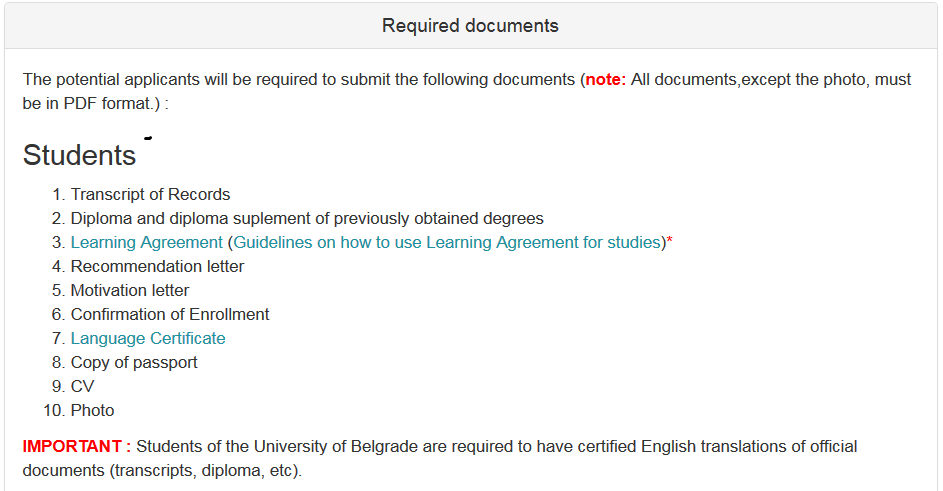 Required documents
The potential applicants will be required to submit the following documents (note: All documents,except the photo, must
be in PDF format.) :
Students
1. Transcript of Records
2. Diploma and diploma suplement of previously obtained degrees
3. Learning Agreement (Guidelines on how to use Learning Agreement for studies)*
4. Recommendation letter
5. Motivation letter
6. Confirmation of Enrollment
7. Language Certificate
8. Copy of passport
9. CV
10. Photo
IMPORTANT : Students of the University of Belgrade are required to have certified English translations of official
documents (transcripts, diploma, etc).